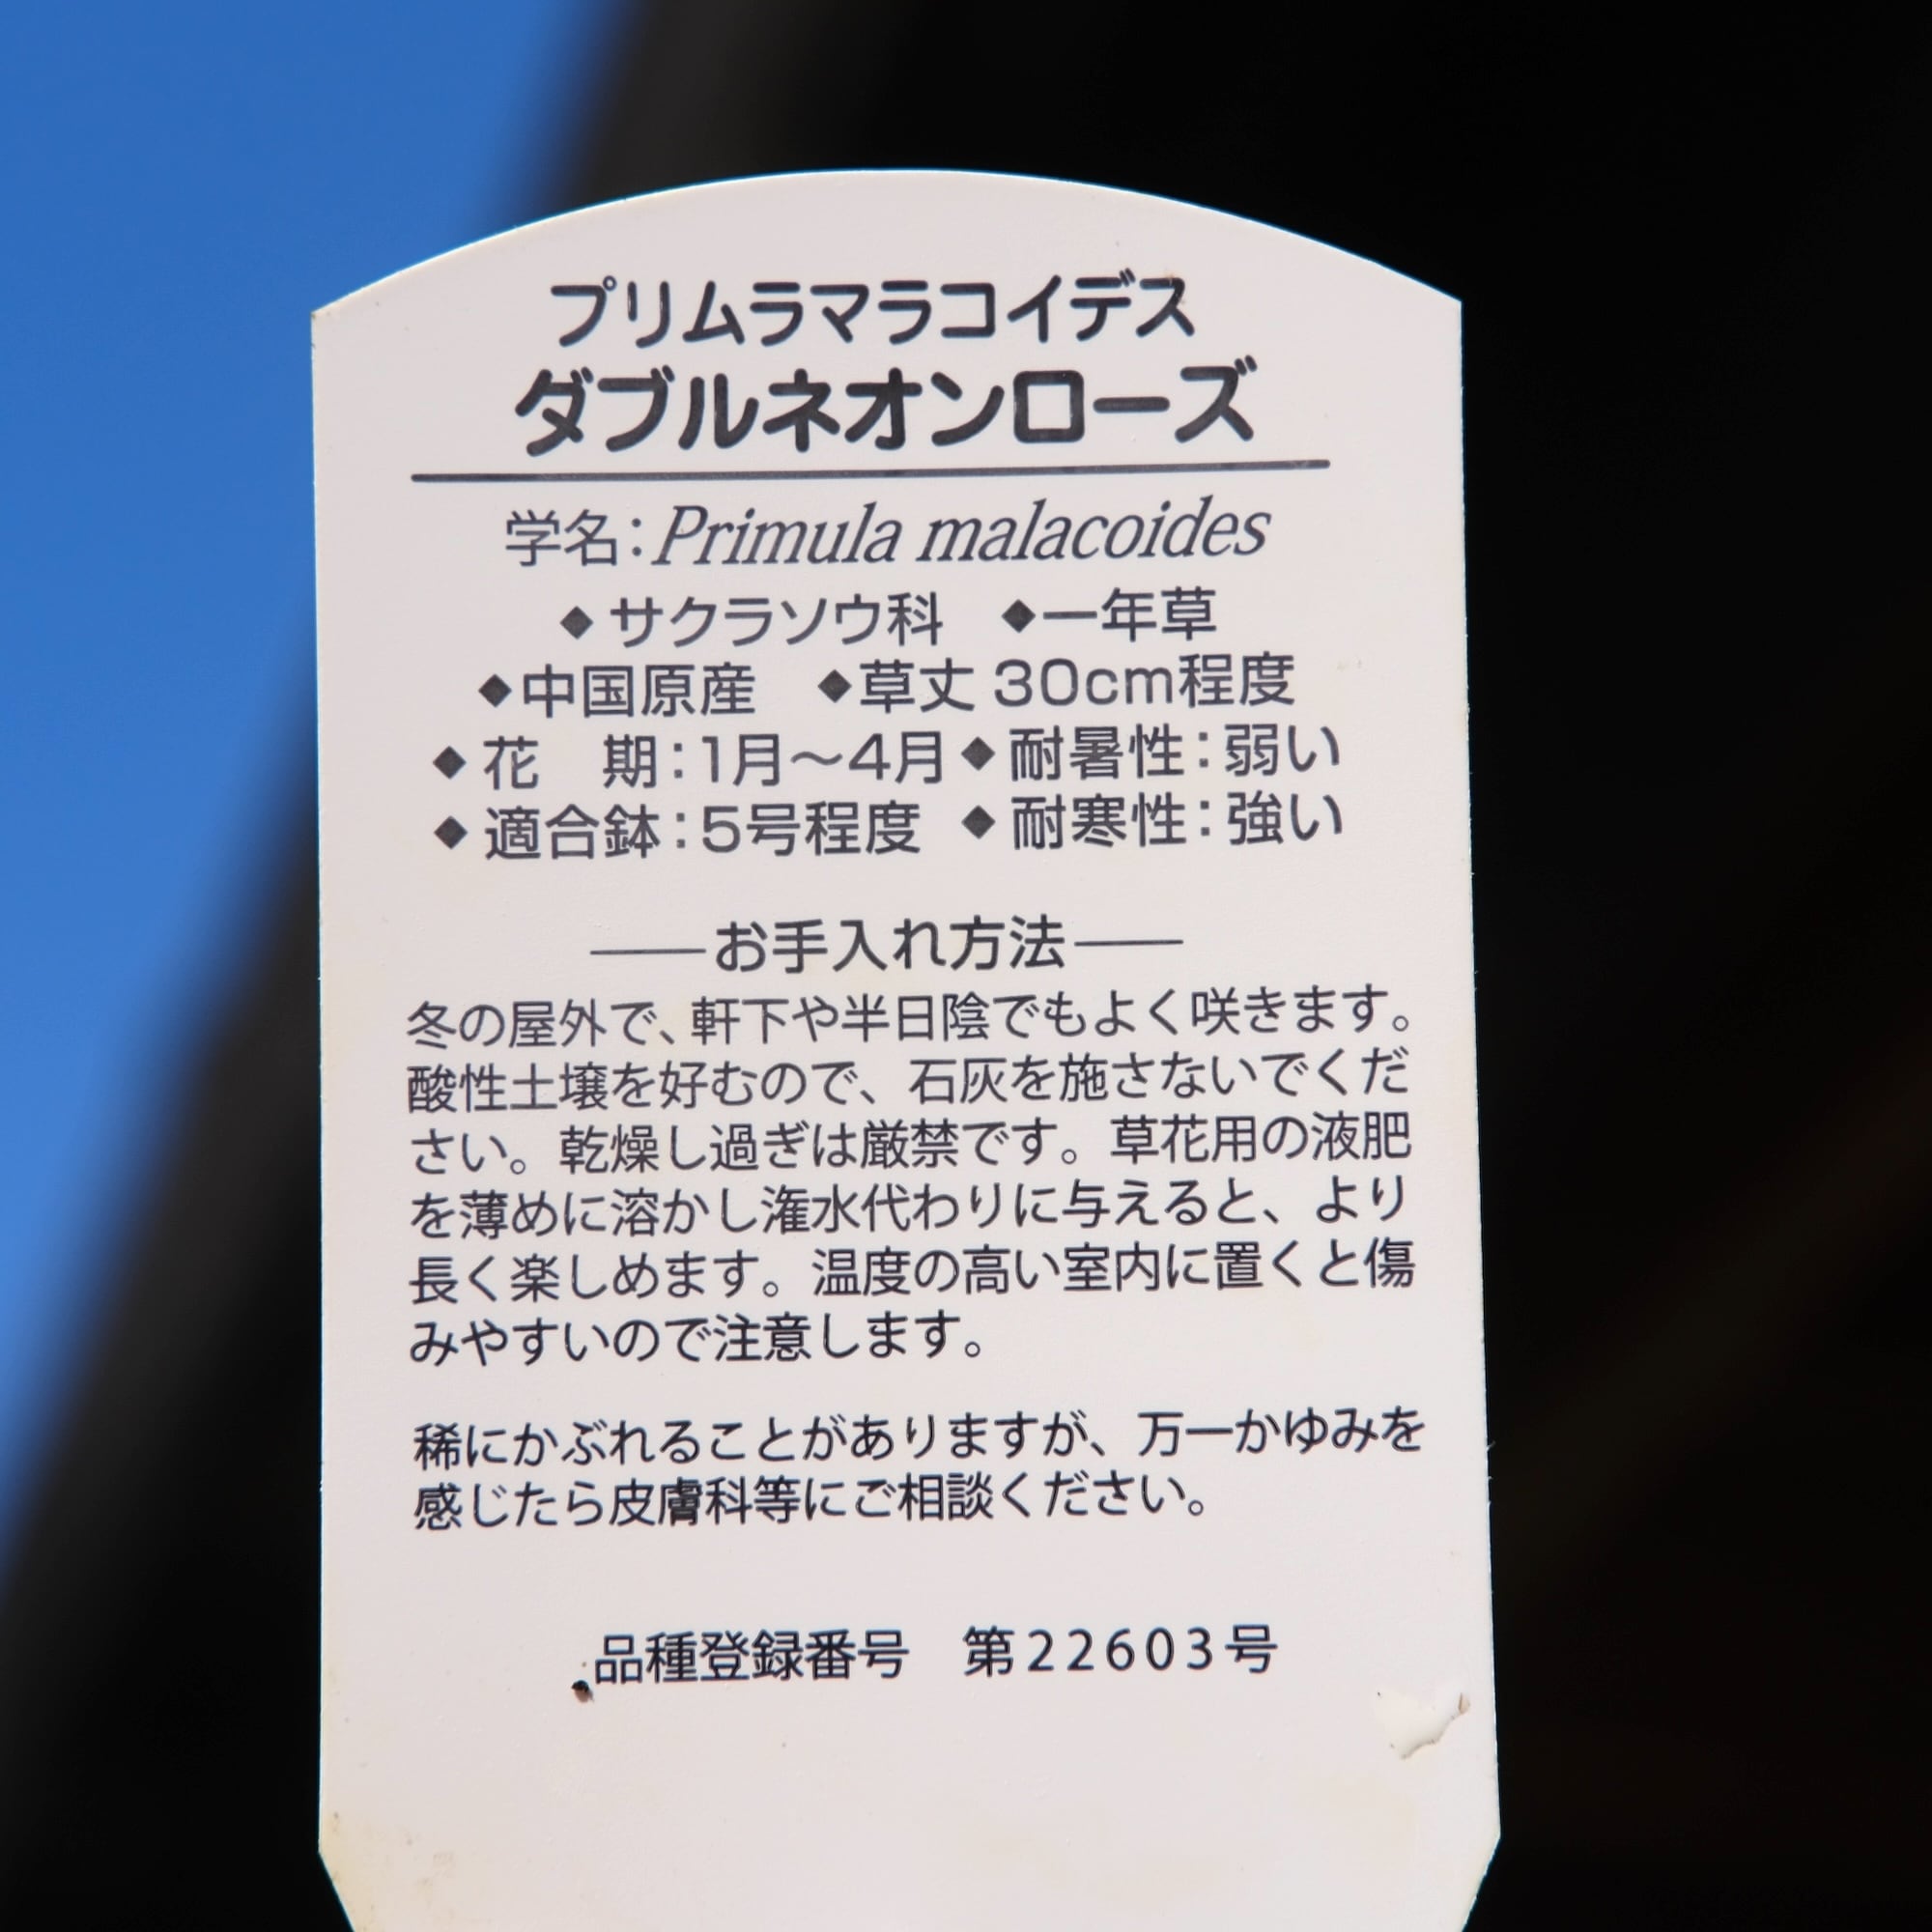 プリムラマラコイデス
ダブルネオンローズ
学名：Primula malacoides
◆サクラソウ科　◆一年草
◆中国原産　◆草丈 30cm程度
◆花　期：1月～4月◆耐暑性：弱い
◆適合鉢：5号程度　◆耐寒性：強い
――お手入れ方法――
冬の屋外で、軒下や半日陰でもよく咲きます。
酸性土壌を好むので、石灰を施さないでくだ
さい。乾燥し過ぎは厳禁です。草花用の液肥
を薄めに溶かし潅水代わりに与えると、より
長く楽しめます。温度の高い室内に置くと傷
みやすいので注意します。
稀にかぶれることがありますが、万一かゆみを
感じたら皮膚科等にご相談ください。
品種登録番号　第22603号